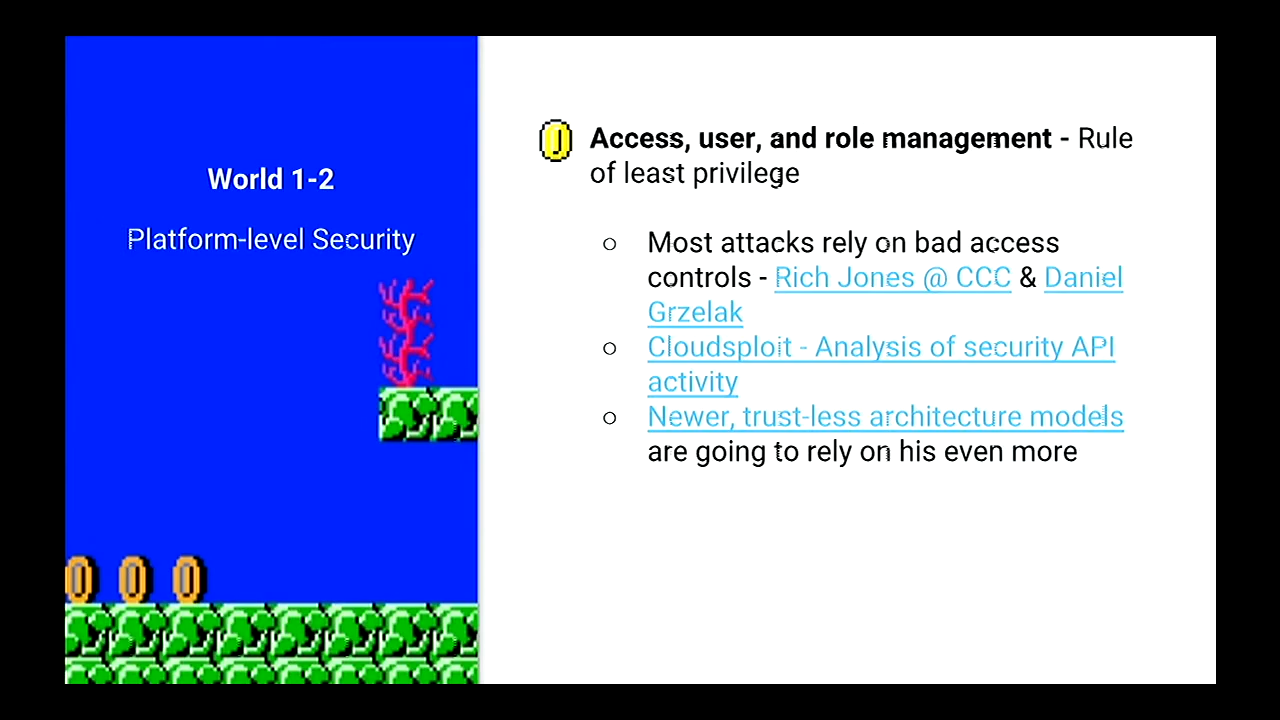 World 1-2
Platform-level Security
Access, user, and role management - Rule
of least privilege
○ Most attacks rely on bad access
controls - Rich Jones @ CCC & Daniel
Grzelak
○ Cloudsploit - Analysis of security API
activity
○ Newer, trust-less architecture models
are going to rely on his even more